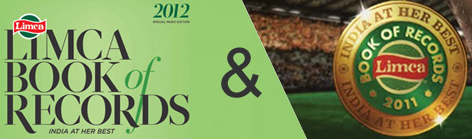 2012
SPECIAL MUSIC EDITION
Limca
LIMCA
BOOK of
RECORDS
INDIA AT HER BEST
&
INDIA AT HER BEST
BOOK OF RECORDS
Limca
2011
INDIA AT HER BEST